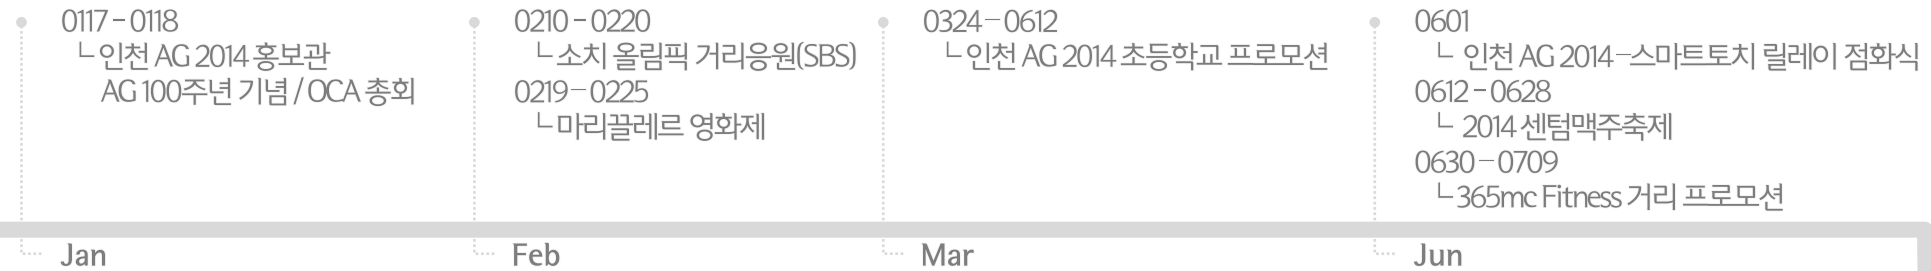 0117 - 0118
└ 인천 AG 2014 홍보관
AG 100주년 기념 / OCA 총회
Jan
0210 - 0220
└ 소치 올림픽 거리응원(SBS)
0219 - 0225
└ 마리끌레르 영화제
Feb
0324 - 0612
└ 인천 AG 2014 초등학교 프로모션
Mar
0601
└ 인천 AG 2014 - 스마트토치 릴레이 점화식
0612 - 0628
└ 2014 센텀맥주축제
0630 - 0709
└ 365mc Fitness 거리 프로모션
Jun